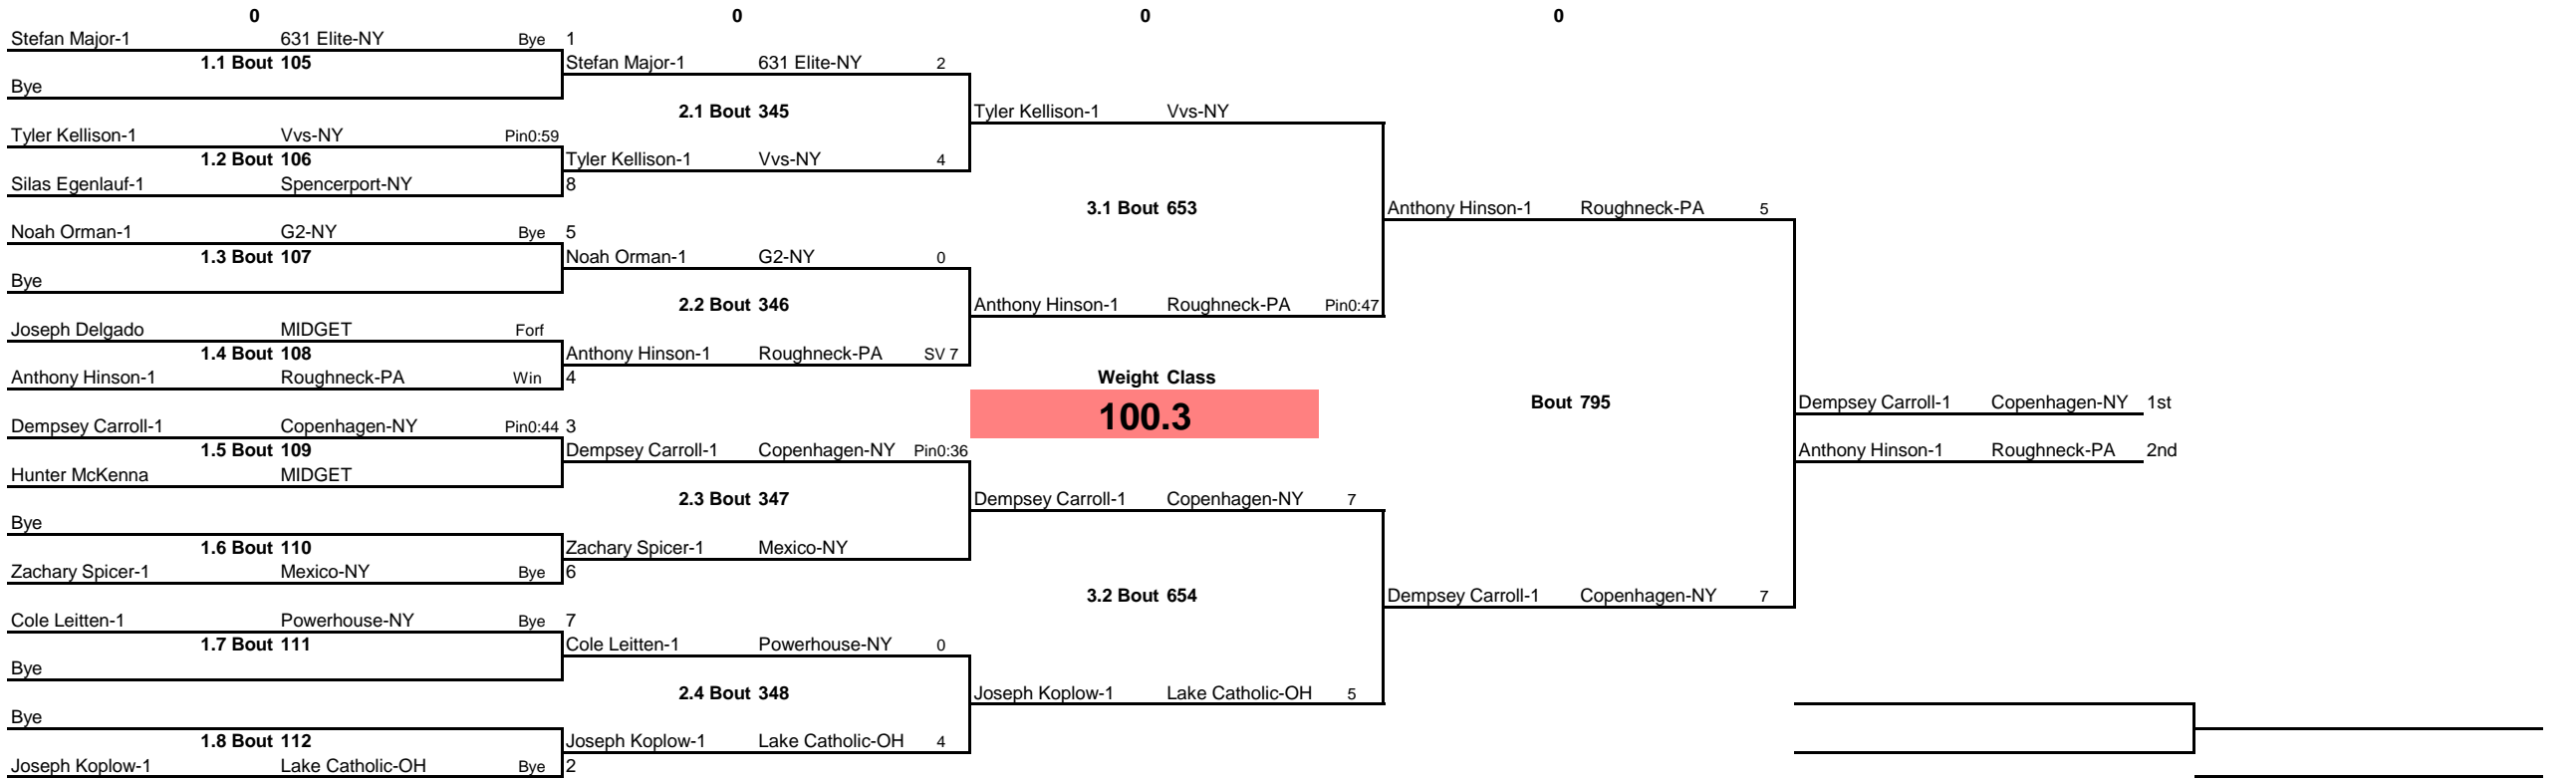 0 0 0 0
Stefan Major-1 631 Elite-NY Bye 1
1.1 Bout 105 Stefan Major-1 631 Elite-NY 2
Bye
2.1 Bout 345 Tyler Kellison-1 Vvs-NY
Tyler Kellison-1 Vvs-NY Pin0:59
1.2 Bout 106 Tyler Kellison-1 Vvs-NY 4
Silas Egenlauf-1 Spencerport-NY 8
3.1 Bout 653 Anthony Hinson-1 Roughneck-PA 5
Noah Orman-1 G2-NY Bye 5
1.3 Bout 107 Noah Orman-1 G2-NY 0
Bye
2.2 Bout 346 Anthony Hinson-1 Roughneck-PA Pin0:47
Joseph Delgado MIDGET Forf
1.4 Bout 108 Anthony Hinson-1 Roughneck-PA SV 7
Anthony Hinson-1 Roughneck-PA Win 4 Weight Class
100.3 Bout 795 Dempsey Carroll-1 Copenhagen-NY 1st
Dempsey Carroll-1 Copenhagen-NY Pin0:44 3
1.5 Bout 109 Dempsey Carroll-1 Copenhagen-NY Pin0:36 Anthony Hinson-1 Roughneck-PA 2nd
Hunter McKenna MIDGET
2.3 Bout 347 Dempsey Carroll-1 Copenhagen-NY 7
Bye
1.6 Bout 110 Zachary Spicer-1 Mexico-NY
Zachary Spicer-1 Mexico-NY Bye 6
3.2 Bout 654 Dempsey Carroll-1 Copenhagen-NY 7
Cole Leitten-1 Powerhouse-NY Bye 7
1.7 Bout 111 Cole Leitten-1 Powerhouse-NY 0
Bye
2.4 Bout 348 Joseph Koplow-1 Lake Catholic-OH 5
Bye
1.8 Bout 112 Joseph Koplow-1 Lake Catholic-OH 4
Joseph Koplow-1 Lake Catholic-OH Bye 2